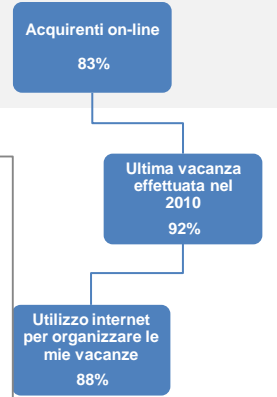 Acquirenti on-line
83%
Ultima vacanza
effettuata nel
2010
92%
Utilizzo internet
per organizzare le
mie vacanze
88%